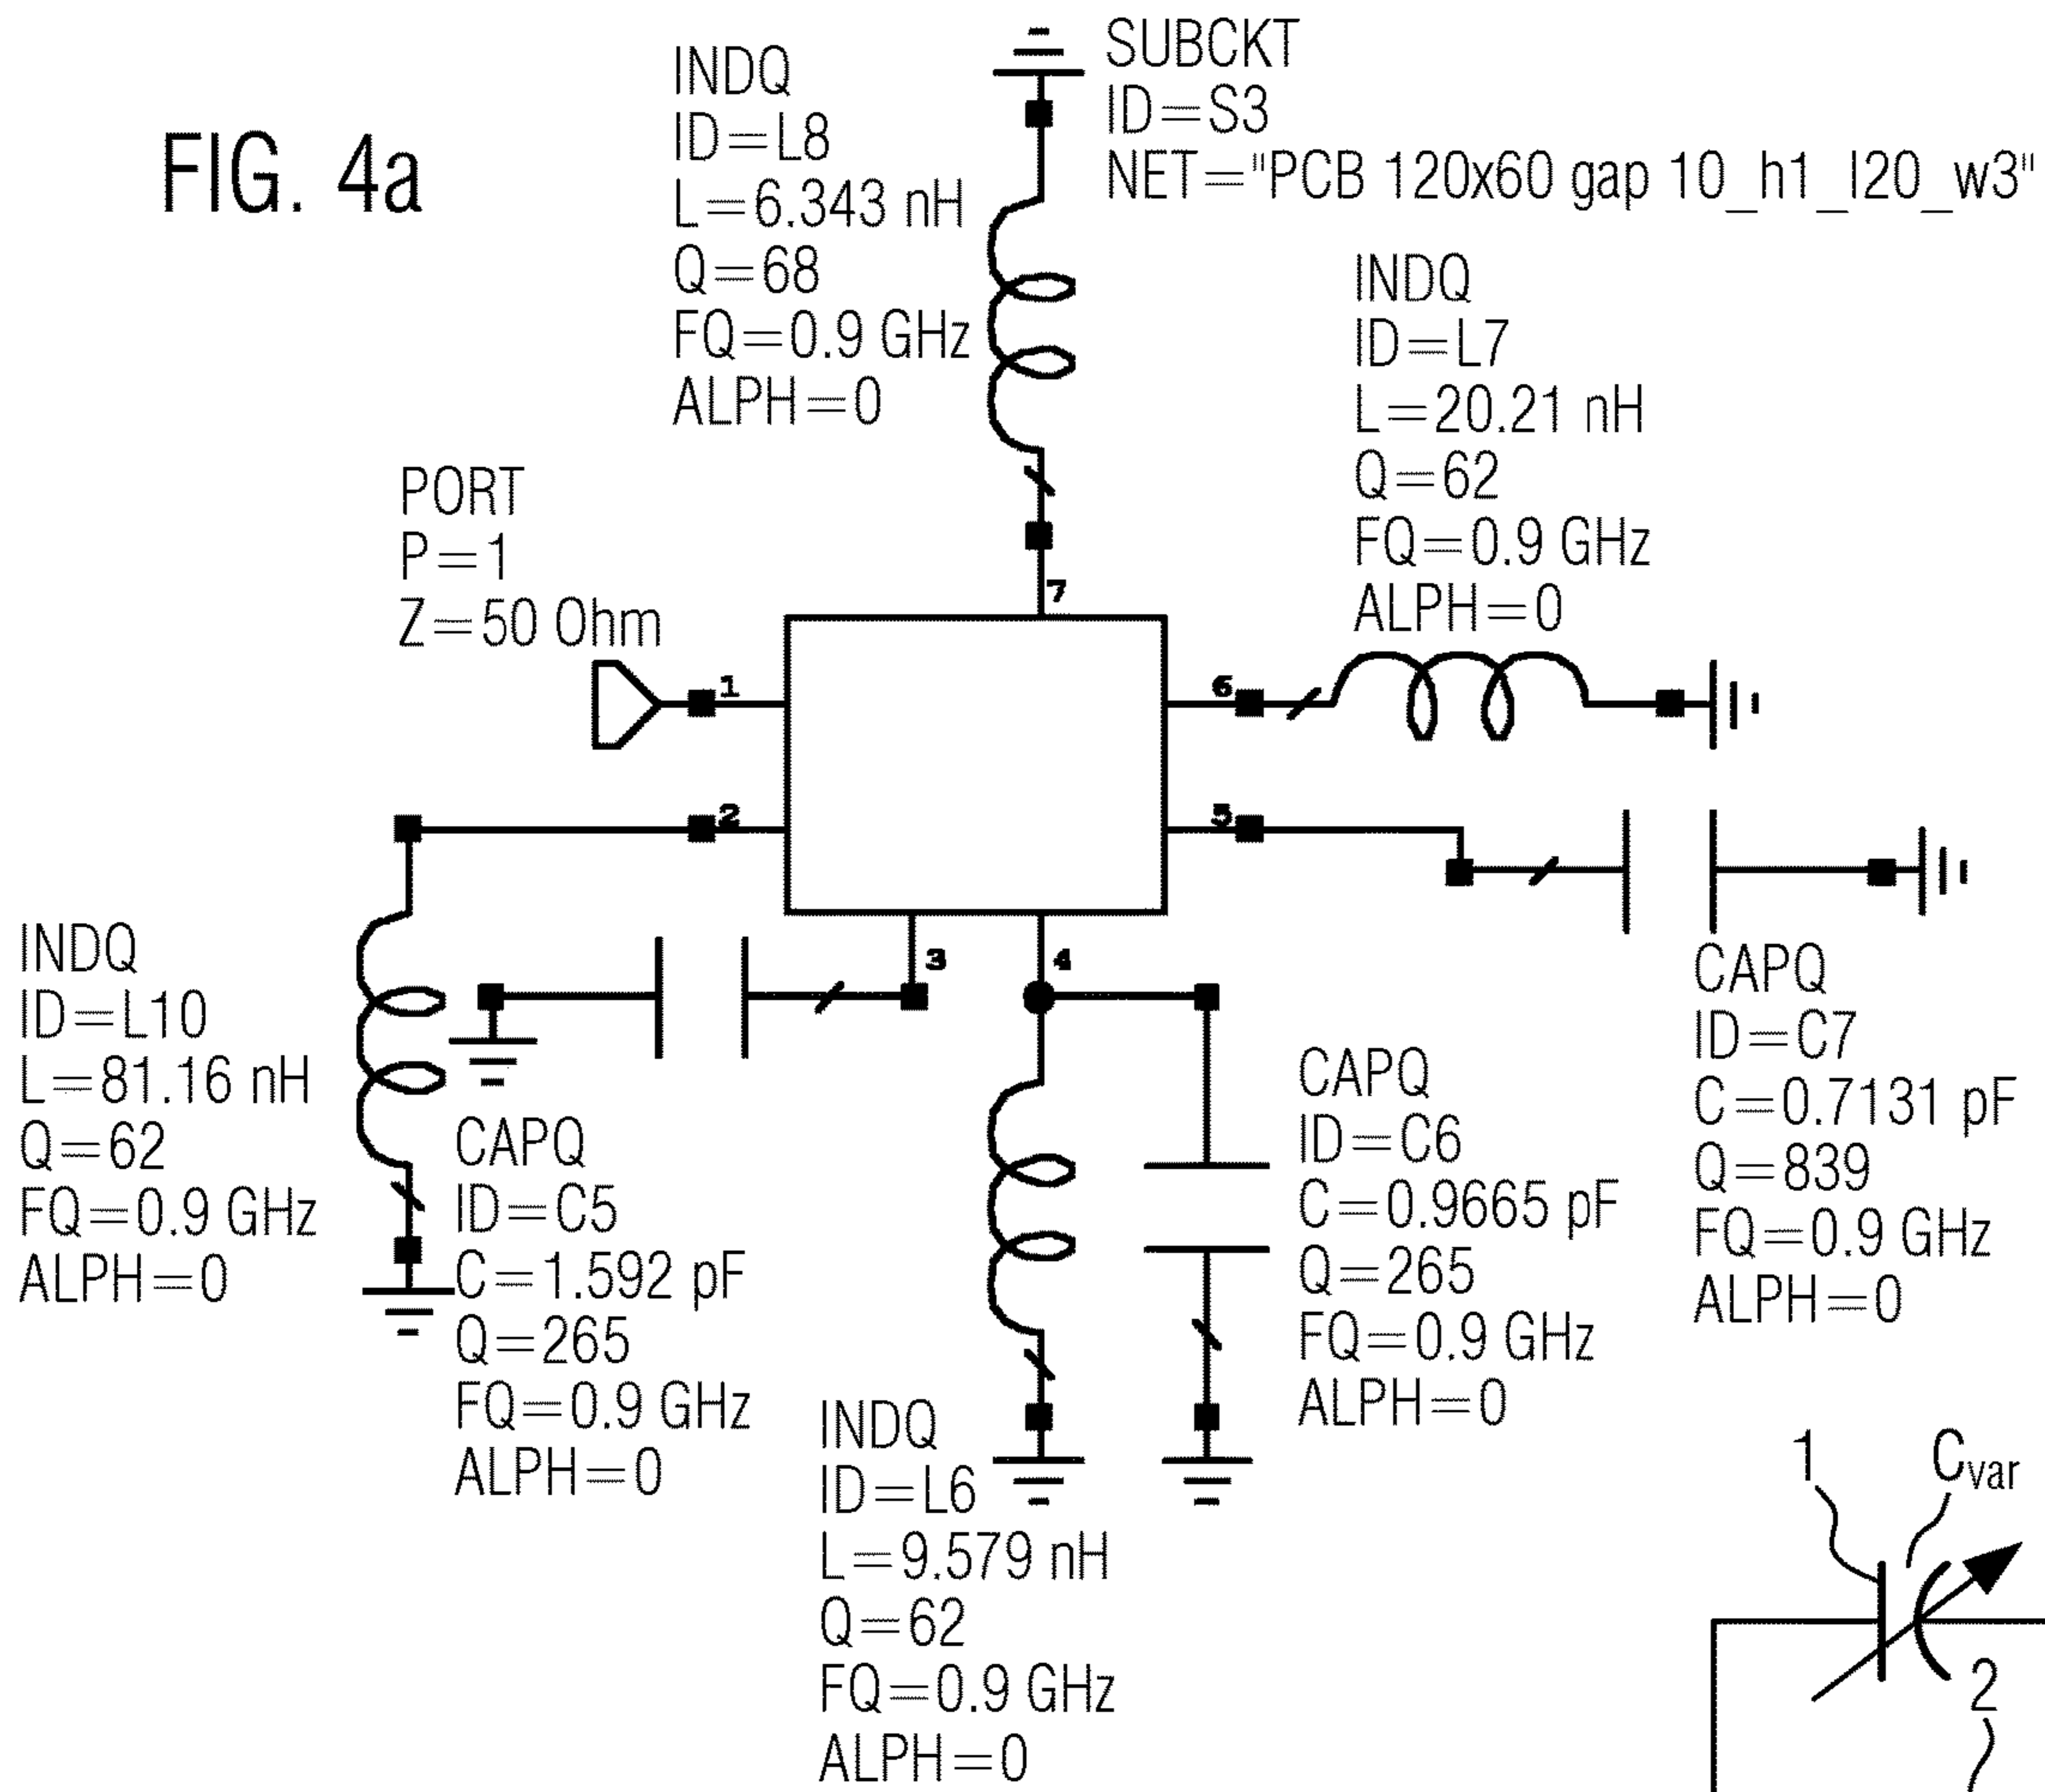 FIG. 4a
INDQ
ID=L8
L=6.343 nH
Q=68
FQ=0.9 GHz
ALPH=0
SUBCKT
ID=S3
NET="PCB 120x60 gap 10_h1_l20_w3"
INDQ
ID=L7
L=20.21 nH
Q=62
FQ=0.9 GHz
ALPH=0
PORT
P=1
Z=50 Ohm
7
1
6
2
5
3
4
INDQ
ID=L10
L=81.16 nH
Q=62
FQ=0.9 GHz
ALPH=0
CAPQ
ID=C5
C=1.592 pF
Q=265
FQ=0.9 GHz
ALPH=0
INDQ
ID=L6
L=9.579 nH
Q=62
FQ=0.9 GHz
ALPH=0
CAPQ
ID=C6
C=0.9665 pF
Q=265
FQ=0.9 GHz
ALPH=0
CAPQ
ID=C7
C=0.7131 pF
Q=839
FQ=0.9 GHz
ALPH=0
1
Cvar
2